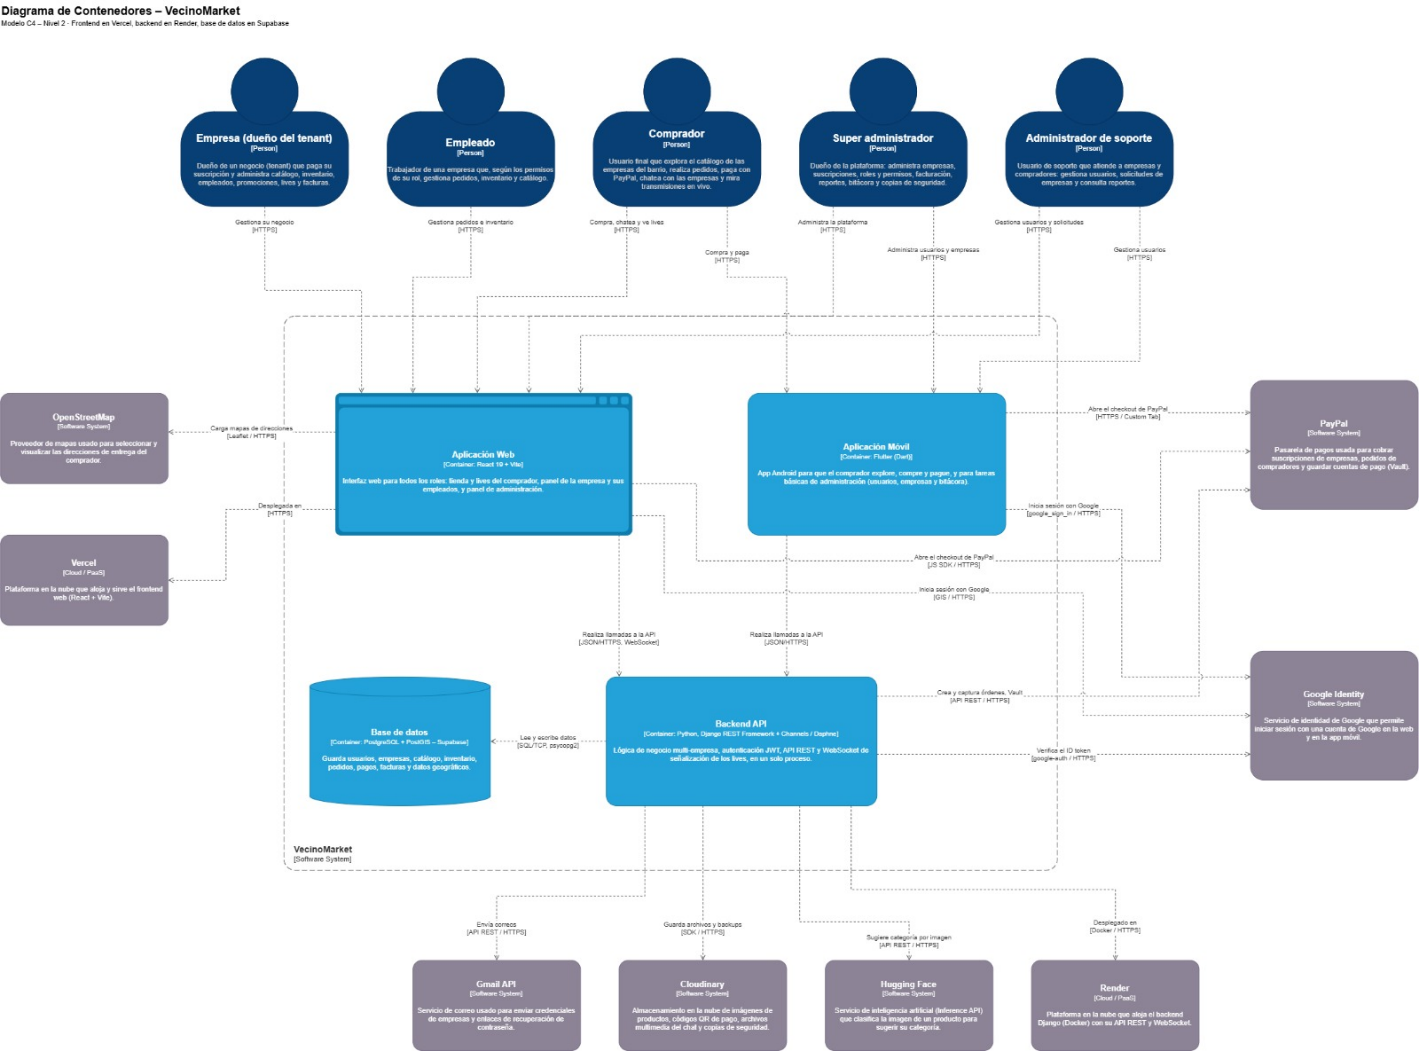 Diagrama de Contenedores – VecinoMarket
Modelo C4 – Nivel 2 - Frontend en Vercel, backend en Render, base de datos en Supabase
Empresa (dueño del tenant)
[Person]
Dueño de un negocio (tenant) que paga su
suscripción y administra catálogo, inventario,
empleados, promociones, lives y facturas.
Empleado
[Person]
Trabajador de una empresa que, según los permisos
de su rol, gestiona pedidos, inventario y catálogo.
Comprador
[Person]
Usuario final que explora el catálogo de las
empresas del barrio, realiza pedidos, paga con
PayPal, chatea con las empresas y mira
transmisiones en vivo.
Super administrador
[Person]
Dueño de la plataforma: administra empresas,
suscripciones, roles y permisos, facturación,
reportes, bitácora y copias de seguridad.
Administrador de soporte
[Person]
Usuario de soporte que atiende a empresas y
compradores: gestiona usuarios, solicitudes de
empresas y consulta reportes.
Gestiona su negocio
[HTTPS]
Gestiona pedidos e inventario
[HTTPS]
Compra, chatea y ve lives
[HTTPS]
Compra y paga
[HTTPS]
Administra la plataforma
[HTTPS]
Administra usuarios y empresas
[HTTPS]
Gestiona usuarios y solicitudes
[HTTPS]
Gestiona usuarios
[HTTPS]
OpenStreetMap
[Software System]
Proveedor de mapas usado para seleccionar y
visualizar las direcciones de entrega del
comprador.
Carga mapas de direcciones
[Leaflet / HTTPS]
Aplicación Web
[Container: React 19 + Vite]
Interfaz web para todos los roles: tienda y lives del comprador, panel de la empresa y sus
empleados, y panel de administración.
Aplicación Móvil
[Container: Flutter (Dart)]
App Android para que el comprador explore, compre y pague, y para tareas
básicas de administración (usuarios, empresas y bitácora).
Abre el checkout de PayPal
[HTTPS / Custom Tab]
PayPal
[Software System]
Pasarela de pagos usada para cobrar
suscripciones de empresas, pedidos de
compradores y guardar cuentas de pago (Vault).
Desplegada en
[HTTPS]
Inicia sesión con Google
[google_sign_in / HTTPS]
Vercel
[Cloud / PaaS]
Plataforma en la nube que aloja y sirve el frontend
web (React + Vite).
Abre el checkout de PayPal
[JS SDK / HTTPS]
Inicia sesión con Google
[GIS / HTTPS]
Realiza llamadas a la API
[JSON/HTTPS, WebSocket]
Realiza llamadas a la API
[JSON/HTTPS]
Base de datos
[Container: PostgreSQL + PostGIS – Supabase]
Guarda usuarios, empresas, catálogo, inventario,
pedidos, pagos, facturas y datos geográficos.
Lee y escribe datos
[SQL/TCP, psycopg2]
Backend API
[Container: Python, Django REST Framework + Channels / Daphne]
Lógica de negocio multi-empresa, autenticación JWT, API REST y WebSocket de
señalización de los lives, en un solo proceso.
Crea y captura órdenes, Vault
[API REST / HTTPS]
Verifica el ID token
[google-auth / HTTPS]
Google Identity
[Software System]
Servicio de identidad de Google que permite
iniciar sesión con una cuenta de Google en la web
y en la app móvil.
VecinoMarket
[Software System]
Envía correos
[API REST / HTTPS]
Guarda archivos y backups
[SDK / HTTPS]
Sugiere categoría por imagen
[API REST / HTTPS]
Desplegado en
[Docker / HTTPS]
Gmail API
[Software System]
Servicio de correo usado para enviar credenciales
de empresas y enlaces de recuperación de
contraseña.
Cloudinary
[Software System]
Almacenamiento en la nube de imágenes de
productos, códigos QR de pago, archivos
multimedia del chat y copias de seguridad.
Hugging Face
[Software System]
Servicio de inteligencia artificial (Inference API)
que clasifica la imagen de un producto para
sugerir su categoría.
Render
[Cloud / PaaS]
Plataforma en la nube que aloja el backend
Django (Docker) con su API REST y WebSocket.